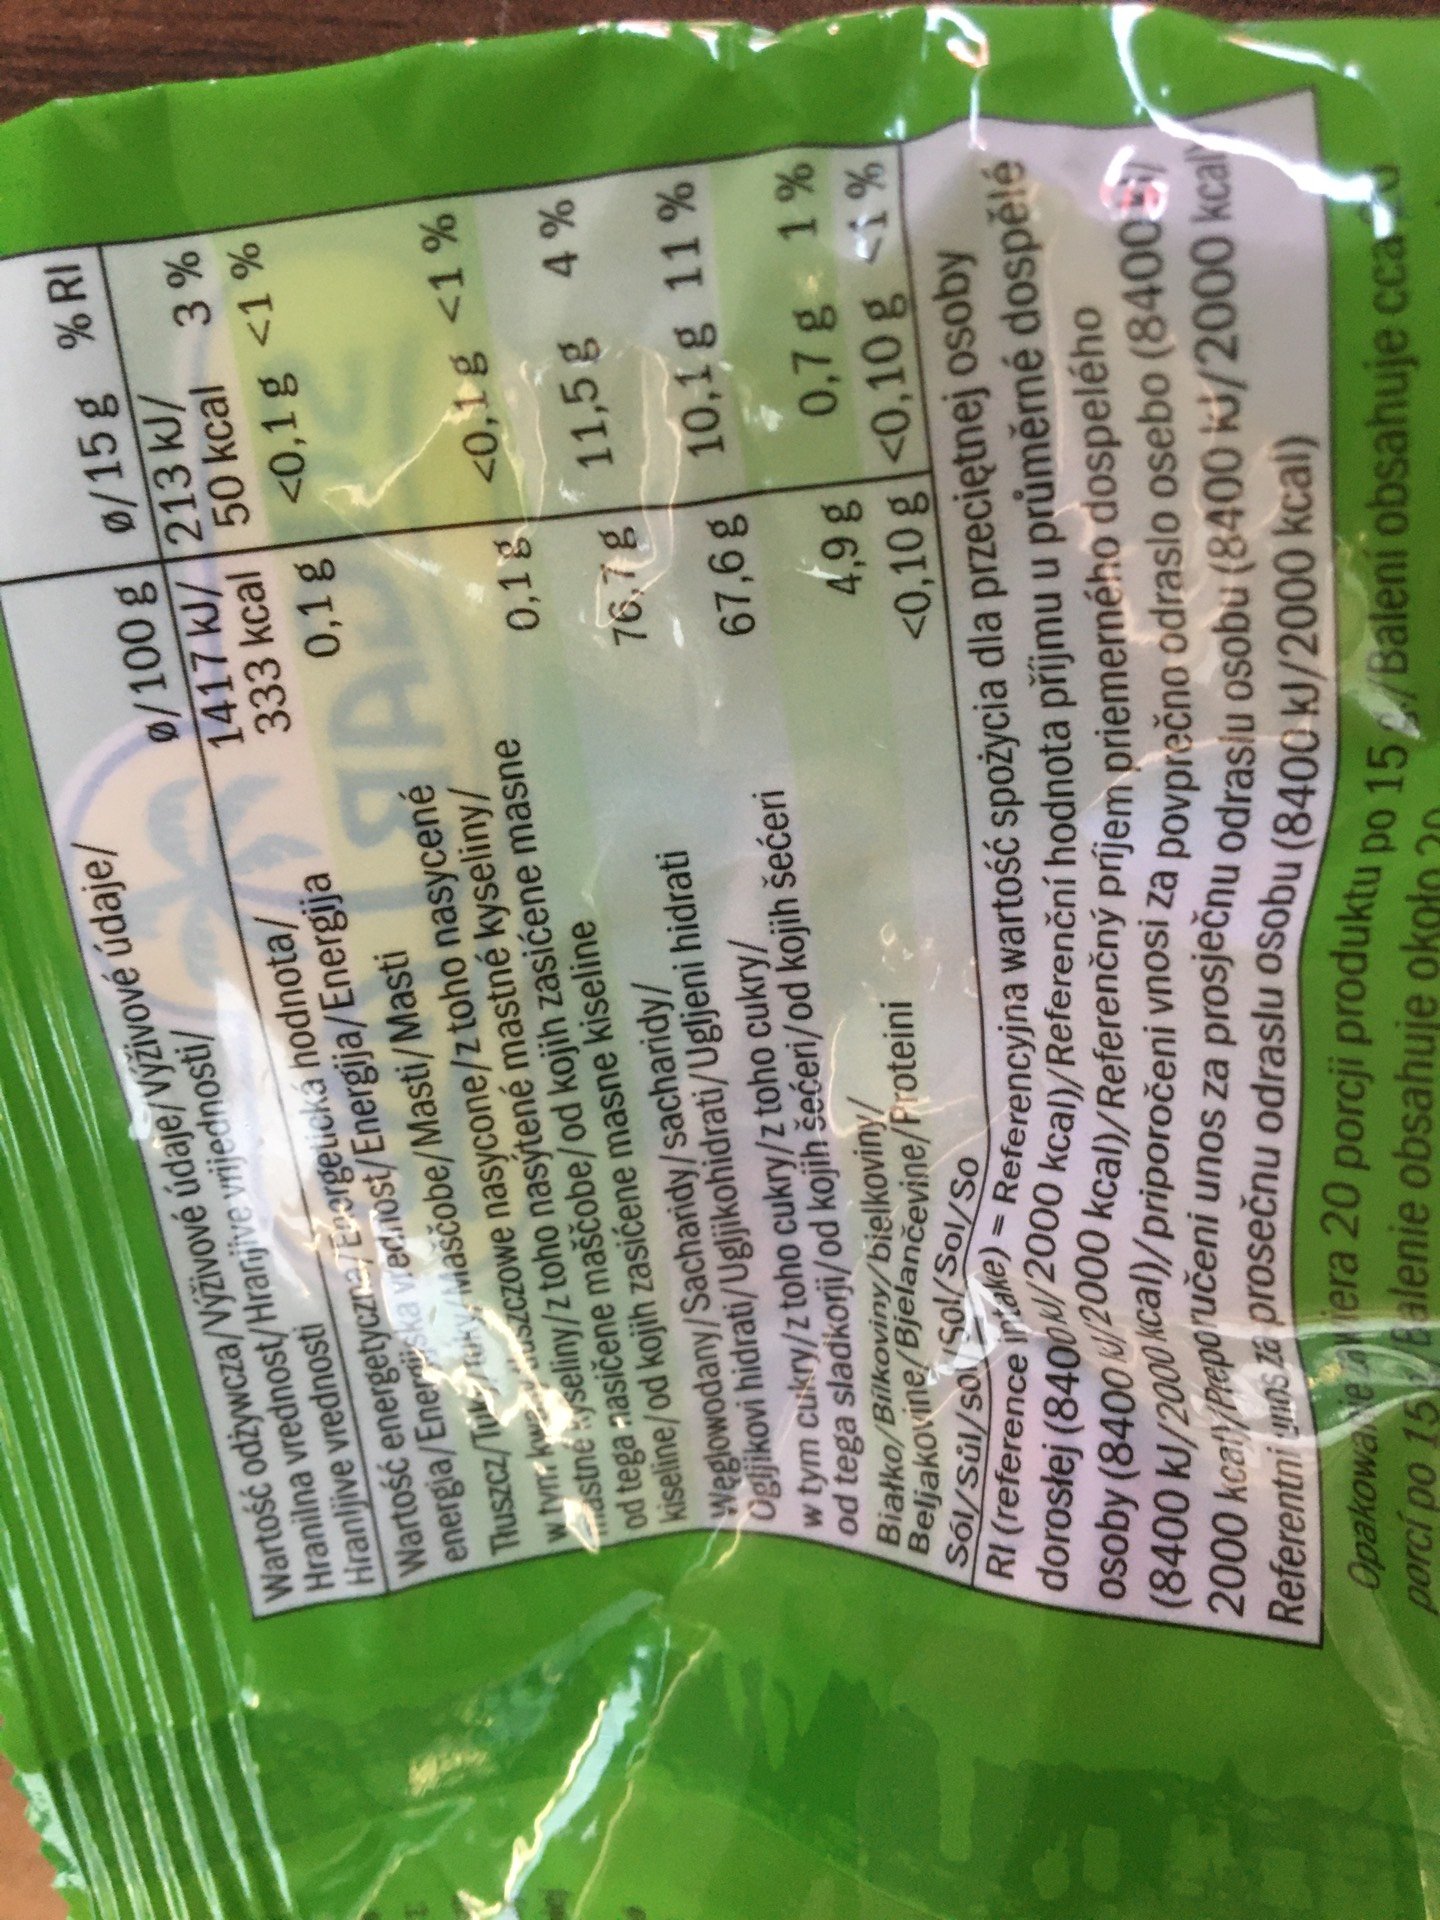 Wartość odżywcza/Výživové údaje/Výživové údaje/ ø/100 g ø/15 g % RI
Hranilna vrednost/Hranjive vrijednosti/
Hranljive vrednosti
Wartość energetyczna/Energetická hodnota/ 1417 kJ/ 213 kJ/ 3 %
energia/Energijska vrednost/Energija/Energija 333 kcal 50 kcal
Tłuszcz/Tuky/Tuky/Maščobe/Masti/Masti 0,1 g <0,1 g <1 %
w tym kwasy tłuszczowe nasycone/z toho nasycené
mastné kyseliny/z toho nasýtené mastné kyseliny/
od tega nasičene maščobe/od kojih zasićene masne
kiseline/od kojih zasićene masne kiseline 0,1 g <0,1 g <1 %
Węglowodany/Sacharidy/sacharidy/
Ogljikovi hidrati/Ugljikohidrati/Ugljeni hidrati 76,7 g 11,5 g 4 %
w tym cukry/z toho cukry/z toho cukry/
od tega sladkorji/od kojih šećeri/od kojih šećeri 67,6 g 10,1 g 11 %
Białko/Bílkoviny/bielkoviny/
Beljakovine/Bjelančevine/Proteini 4,9 g 0,7 g 1 %
Sól/Sůl/soľ/Sol/Sol/So <0,10 g <0,10 g <1 %
RI (reference intake) = Referencyjna wartość spożycia dla przeciętnej osoby
dorosłej (8400 kJ/2000 kcal)/Referenční hodnota příjmu u průměrné dospělé
osoby (8400 kJ/2000 kcal)/Referenčný príjem priemerného dospelého
(8400 kJ/2000 kcal)/priporočeni vnosi za povprečno odraslo osebo (8400 kJ/
2000 kcal)/Preporučeni unos za prosječnu odraslu osobu (8400 kJ/2000 kcal)
Referentni unos za prosečnu odraslu osobu (8400 kJ/2000 kcal)
Opakowanie zawiera 20 porcji produktu po 15 g/Balení obsahuje cca 20
porcí po 15 Balenie obsahuje okolo 20